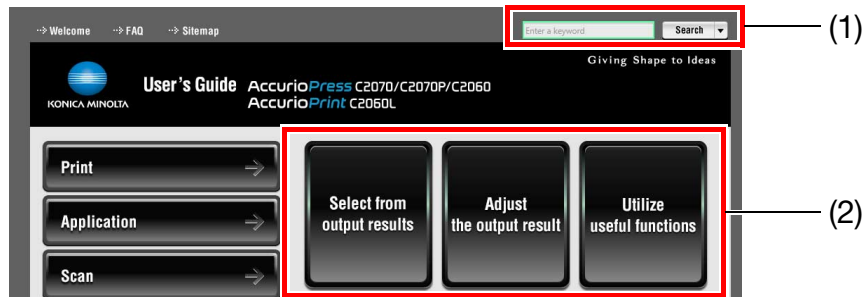 Welcome FAQ Sitemap
Enter a keyword
Search
(1)
Giving Shape to Ideas
KONICA MINOLTA
User's Guide AccurioPress C2070/C2070P/C2060
AccurioPrint C2060L
Print
Application
Scan
Select from
output results
Adjust
the output result
Utilize
useful functions
(2)